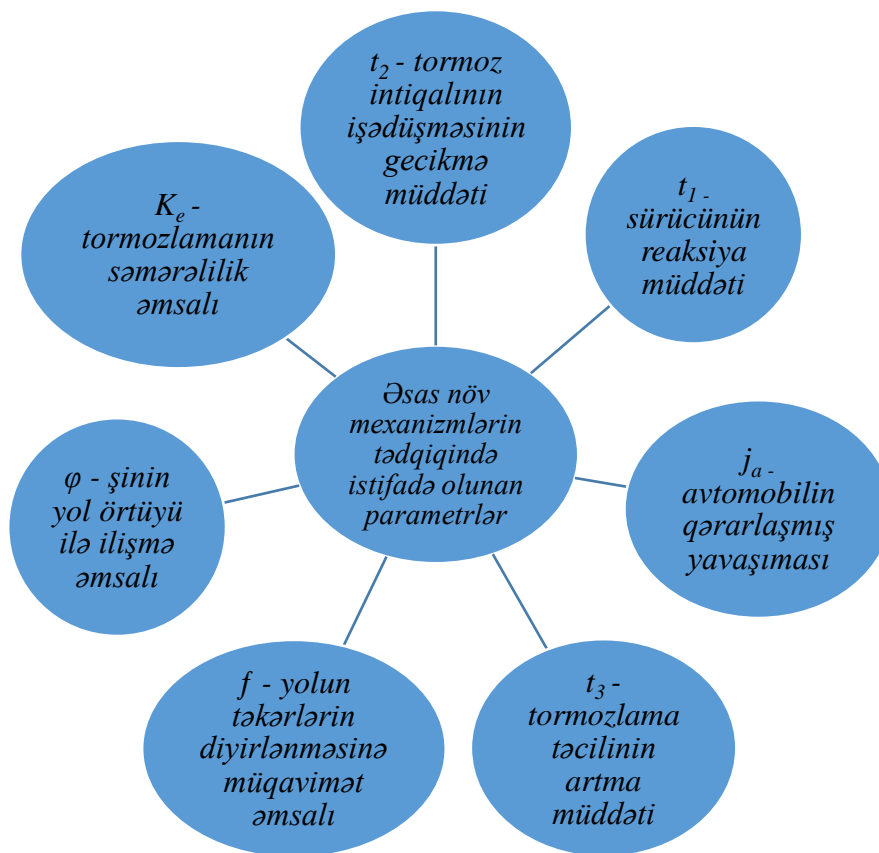 t₂ - tormoz
intiqalının
işədüşməsinin
gecikmə
müddəti
t₁ -
sürücünün
reaksiya
müddəti
Kₑ -
tormozlamanın
səmərəlilik
əmsalı
Əsas növ
mexanizmlərin
tədqiqində
istifadə olunan
parametrlər
jₐ -
avtomobilin
qərarlaşmış
yavaşıması
φ - şinin
yol örtüyü
ilə ilişmə
əmsalı
f - yolun
təkərlərin
diyirlənməsinə
müqavimət
əmsalı
t₃ -
tormozlama
təcilinin
artma
müddəti